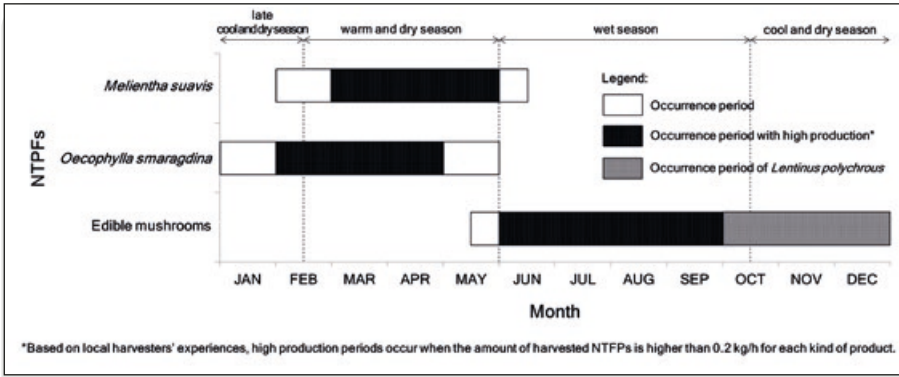 late
cool and dry season
warm and dry season
wet season
cool and dry season
Melientha suavis
Oecophylla smaragdina
Edible mushrooms
NTPFs
Legend:
Occurrence period
Occurrence period with high production*
Occurrence period of Lentinus polychrous
JAN FEB MAR APR MAY JUN JUL AUG SEP OCT NOV DEC
Month
*Based on local harvesters' experiences, high production periods occur when the amount of harvested NTFPs is higher than 0.2 kg/h for each kind of product.